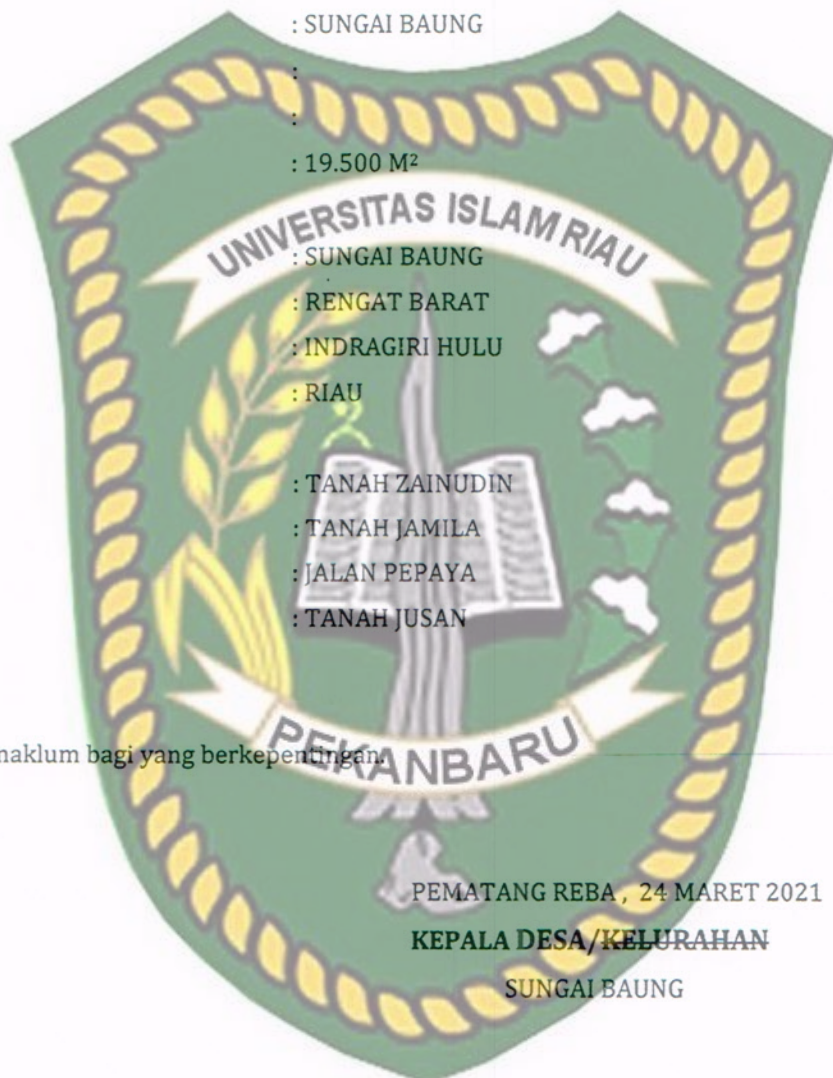 : SUNGAI BAUNG
:
:
: 19.500 M²
UNIVERSITAS ISLAM RIAU
: SUNGAI BAUNG
: RENGAT BARAT
: INDRAGIRI HULU
: RIAU
: TANAH ZAINUDIN
: TANAH JAMILA
: JALAN PEPAYA
: TANAH JUSAN
naklum bagi yang berkepentingan.
PEKANBARU
PEMATANG REBA , 24 MARET 2021
KEPALA DESA/KELURAHAN
SUNGAI BAUNG